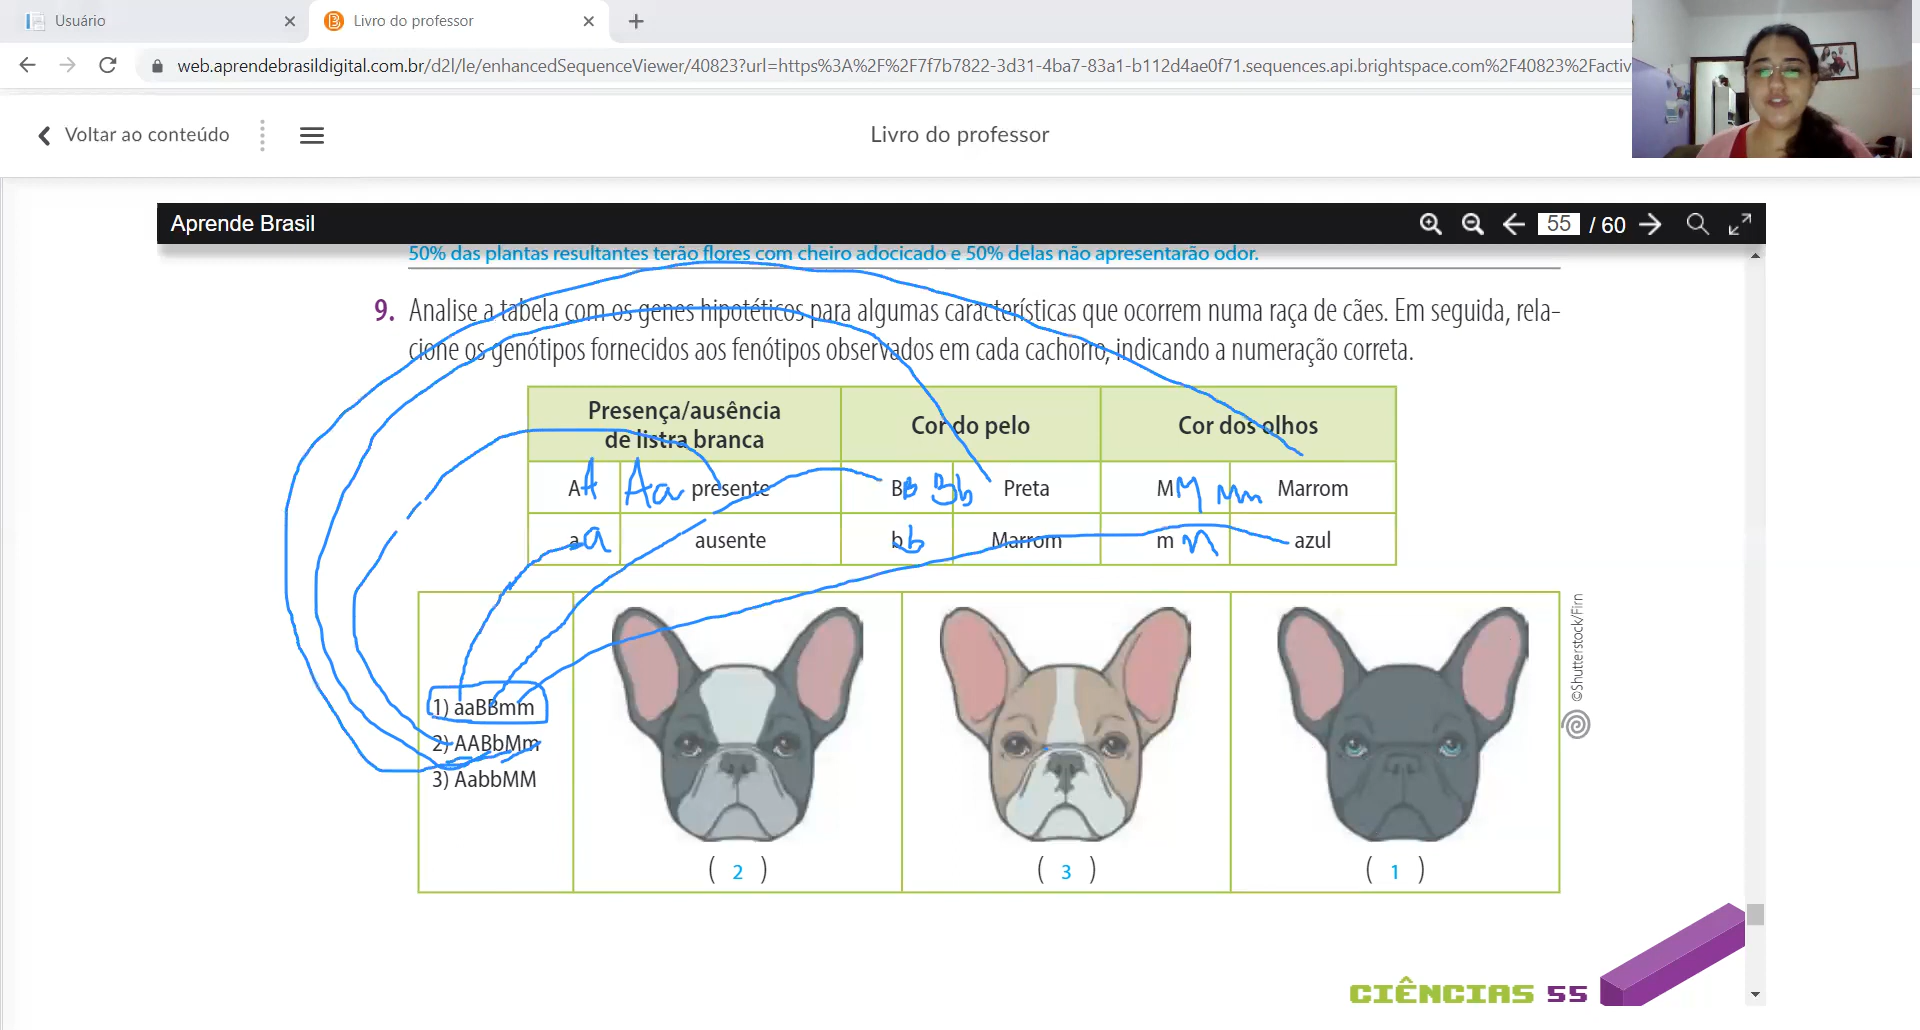 Usuário
Livro do professor
web.aprendebrasildigital.com.br/d2l/le/enhancedSequenceViewer/40823?url=https%3A%2F%2F7f7b7822-3d31-4ba7-83a1-b112d4ae0f71.sequences.api.brightspace.com%2F40823%2Factiv
Voltar ao conteúdo
Livro do professor
Aprende Brasil
55 / 60
50% das plantas resultantes terão flores com cheiro adocicado e 50% delas não apresentarão odor.
9. Analise a tabela com os genes hipotéticos para algumas características que ocorrem numa raça de cães. Em seguida, rela-
cione os genótipos fornecidos aos fenótipos observados em cada cachorro, indicando a numeração correta.
Presença/ausência
de listra branca
Cor do pelo
Cor dos olhos
AA Aa presente BB Bb Preta MM Mm Marrom
aa ausente bb Marrom mm azul
1) aaBBmm
2) AABbMm
3) AabbMM
( 2 ) ( 3 ) ( 1 )
©Shutterstock/Firn
CIÊNCIAS 55